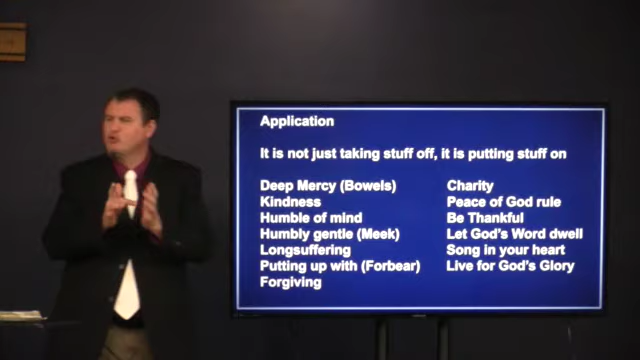 Application
It is not just taking stuff off, it is putting stuff on
Deep Mercy (Bowels)
Kindness
Humble of mind
Humbly gentle (Meek)
Longsuffering
Putting up with (Forbear)
Forgiving
Charity
Peace of God rule
Be Thankful
Let God's Word dwell
Song in your heart
Live for God's Glory